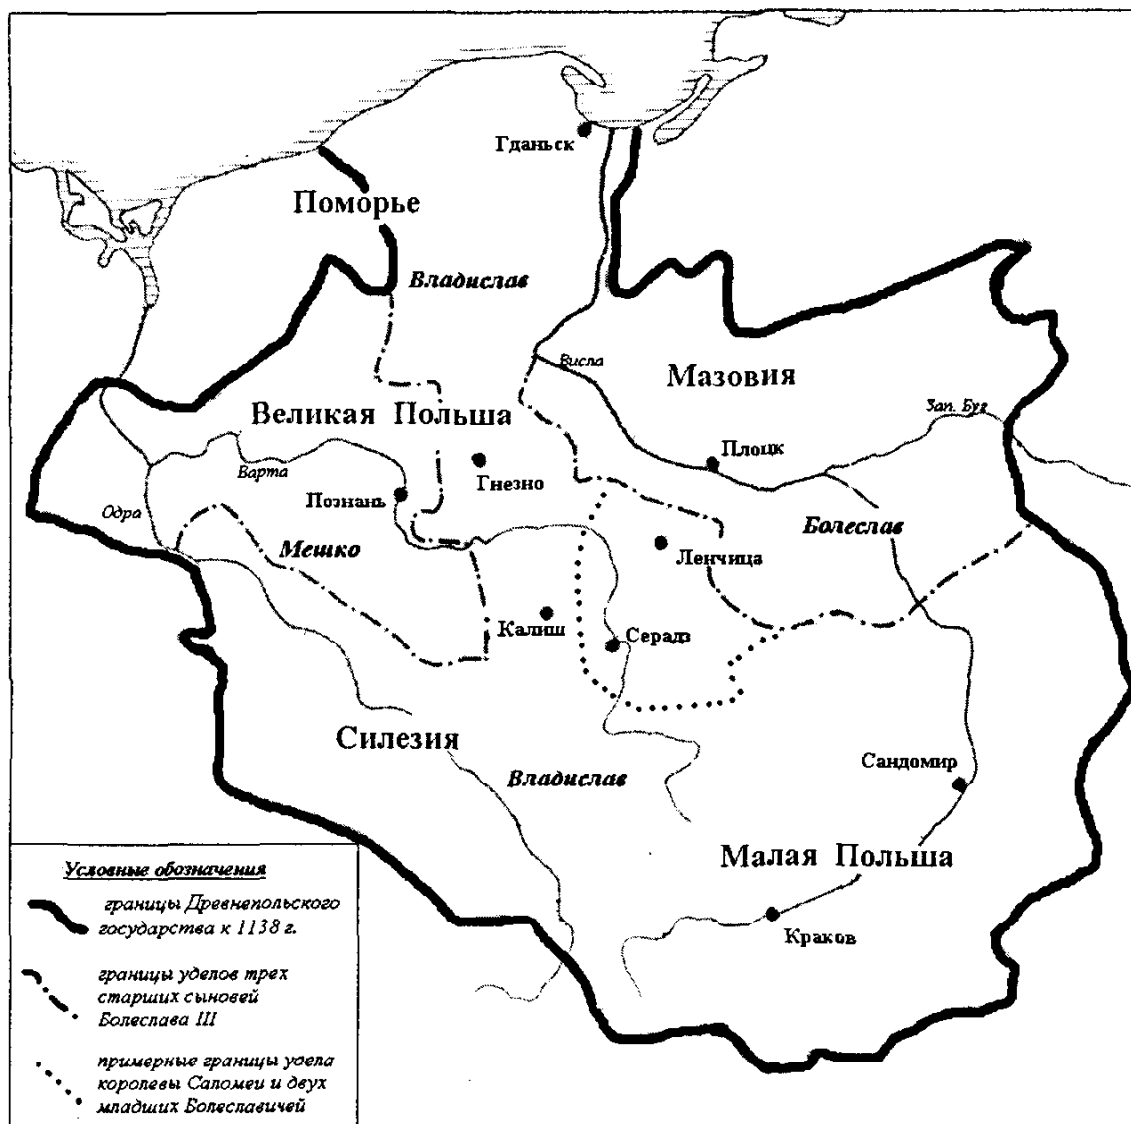 Гданьск
Поморье
Владислав
Висла
Мазовия
Великая Польша
Зап. Буг
Плоцк
Варта
Гнезно
Познань
Одра
Болеслав
Мешко
Ленчица
Калиш
Серадз
Силезия
Владислав
Сандомир
Малая Польша
Краков
Условные обозначения
границы Древнепольского
государства к 1138 г.
границы уделов трех
старших сыновей
Болеслава III
примерные границы удела
королевы Саломеи и двух
младших Болеславичей